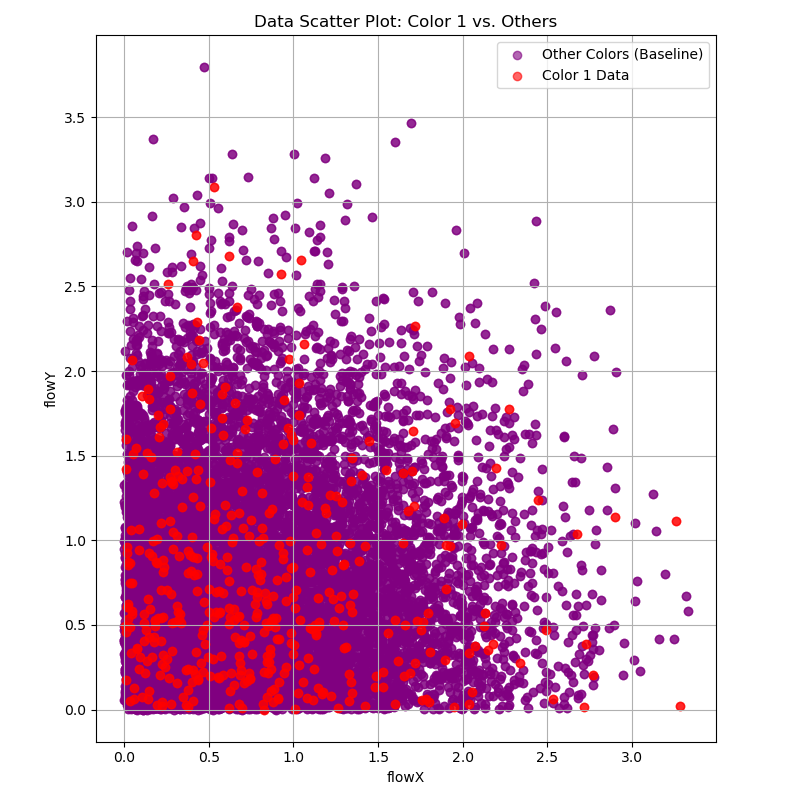 Data Scatter Plot: Color 1 vs. Others
Other Colors (Baseline)
Color 1 Data
flowY
3.5
3.0
2.5
2.0
1.5
1.0
0.5
0.0
0.0 0.5 1.0 1.5 2.0 2.5 3.0
flowX